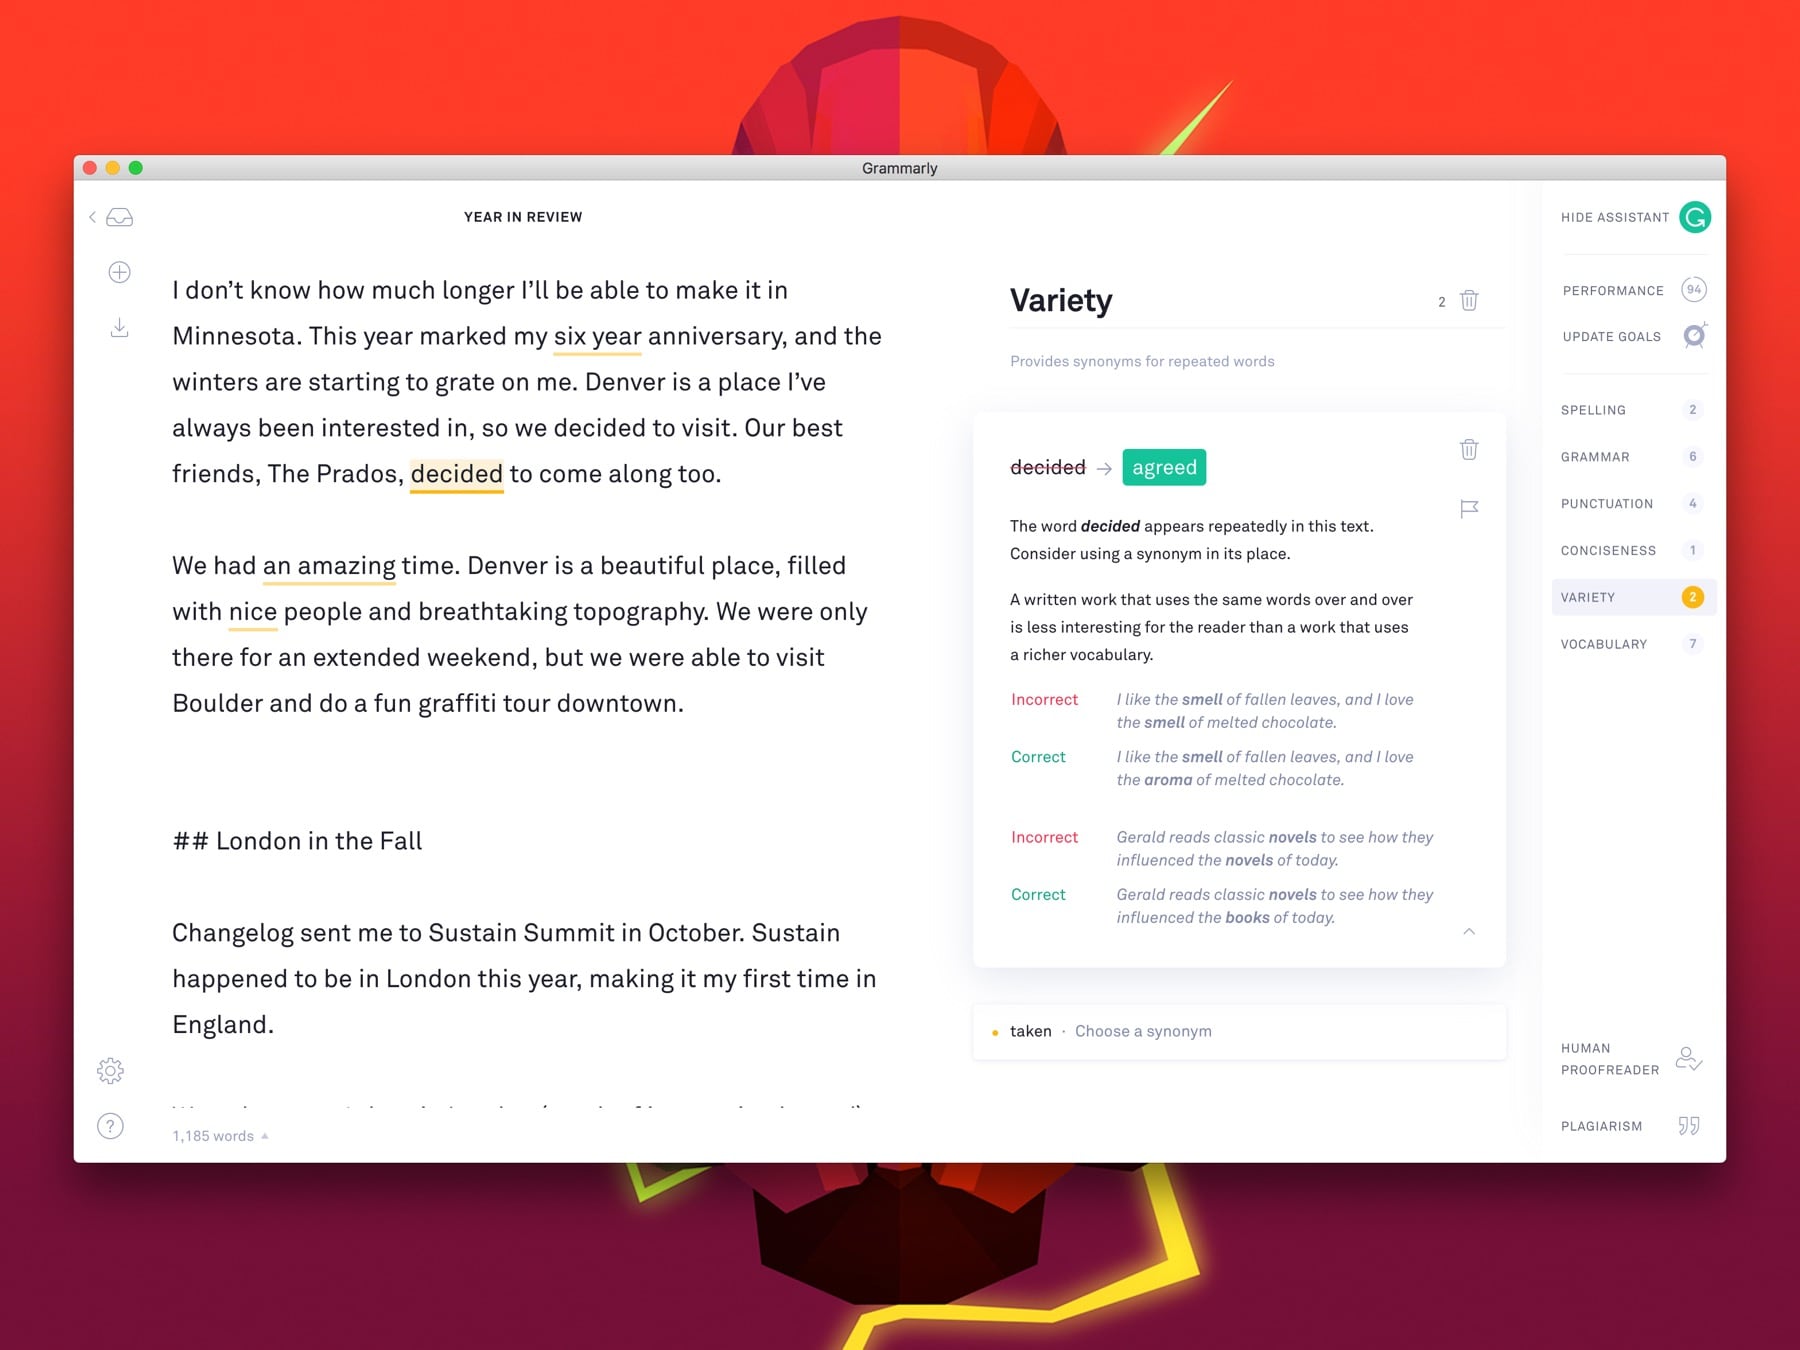 Grammarly
YEAR IN REVIEW
I don’t know how much longer I’ll be able to make it in
Minnesota. This year marked my six year anniversary, and the
winters are starting to grate on me. Denver is a place I’ve
always been interested in, so we decided to visit. Our best
friends, The Prados, decided to come along too.
We had an amazing time. Denver is a beautiful place, filled
with nice people and breathtaking topography. We were only
there for an extended weekend, but we were able to visit
Boulder and do a fun graffiti tour downtown.
## London in the Fall
Changelog sent me to Sustain Summit in October. Sustain
happened to be in London this year, making it my first time in
England.
1,185 words
Variety 2
Provides synonyms for repeated words
decided → agreed
The word decided appears repeatedly in this text.
Consider using a synonym in its place.
A written work that uses the same words over and over
is less interesting for the reader than a work that uses
a richer vocabulary.
Incorrect I like the smell of fallen leaves, and I love
the smell of melted chocolate.
Correct I like the smell of fallen leaves, and I love
the aroma of melted chocolate.
Incorrect Gerald reads classic novels to see how they
influenced the novels of today.
Correct Gerald reads classic novels to see how they
influenced the books of today.
taken · Choose a synonym
HIDE ASSISTANT
PERFORMANCE 94
UPDATE GOALS
SPELLING 2
GRAMMAR 6
PUNCTUATION 4
CONCISENESS 1
VARIETY 2
VOCABULARY 7
HUMAN
PROOFREADER
PLAGIARISM